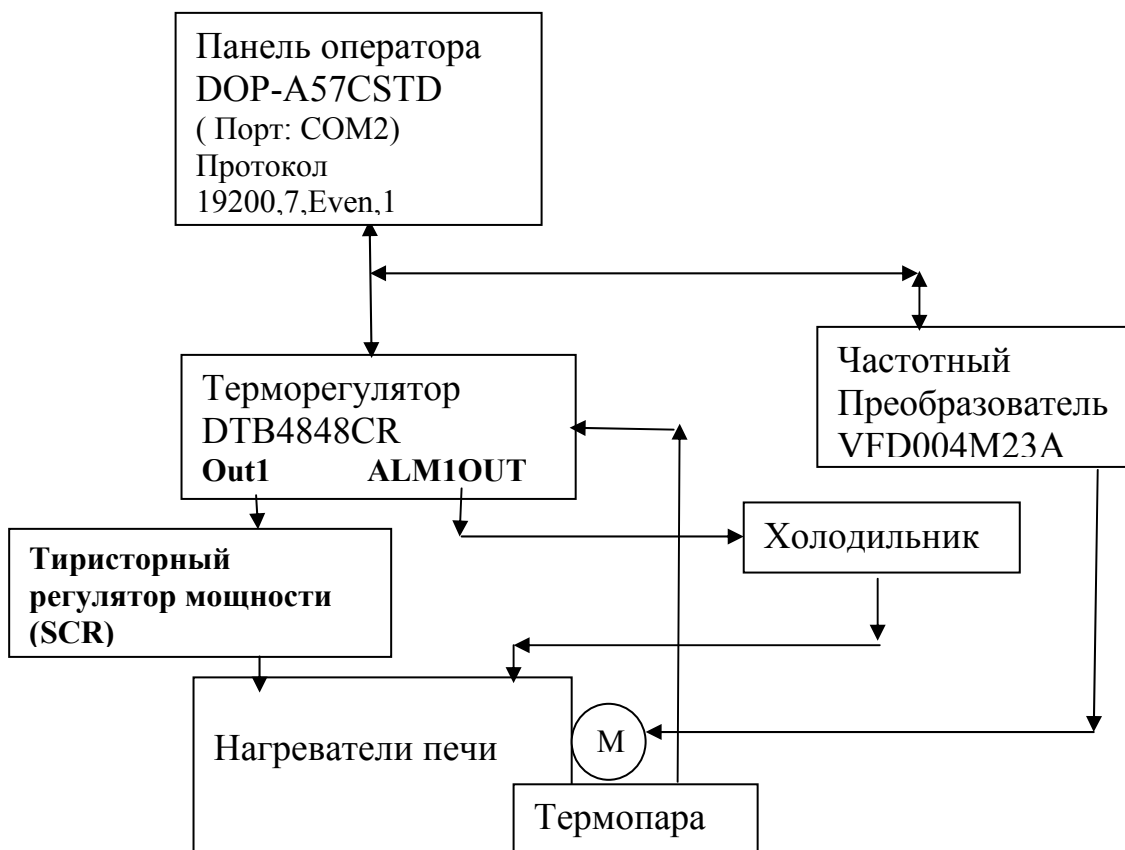 Панель оператора
DOP-A57CSTD
( Порт: COM2)
Протокол
19200,7,Even,1
Терморегулятор
DTB4848CR
Out1 ALM1OUT
Частотный
Преобразователь
VFD004M23A
Холодильник
Тиристорный
регулятор мощности
(SCR)
Нагреватели печи
М
Термопара